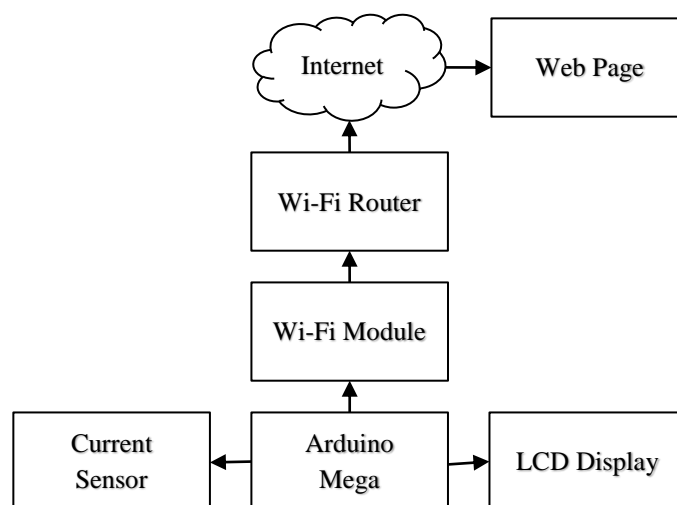 Internet
Web Page
Wi-Fi Router
Wi-Fi Module
Current
Sensor
Arduino
Mega
LCD Display